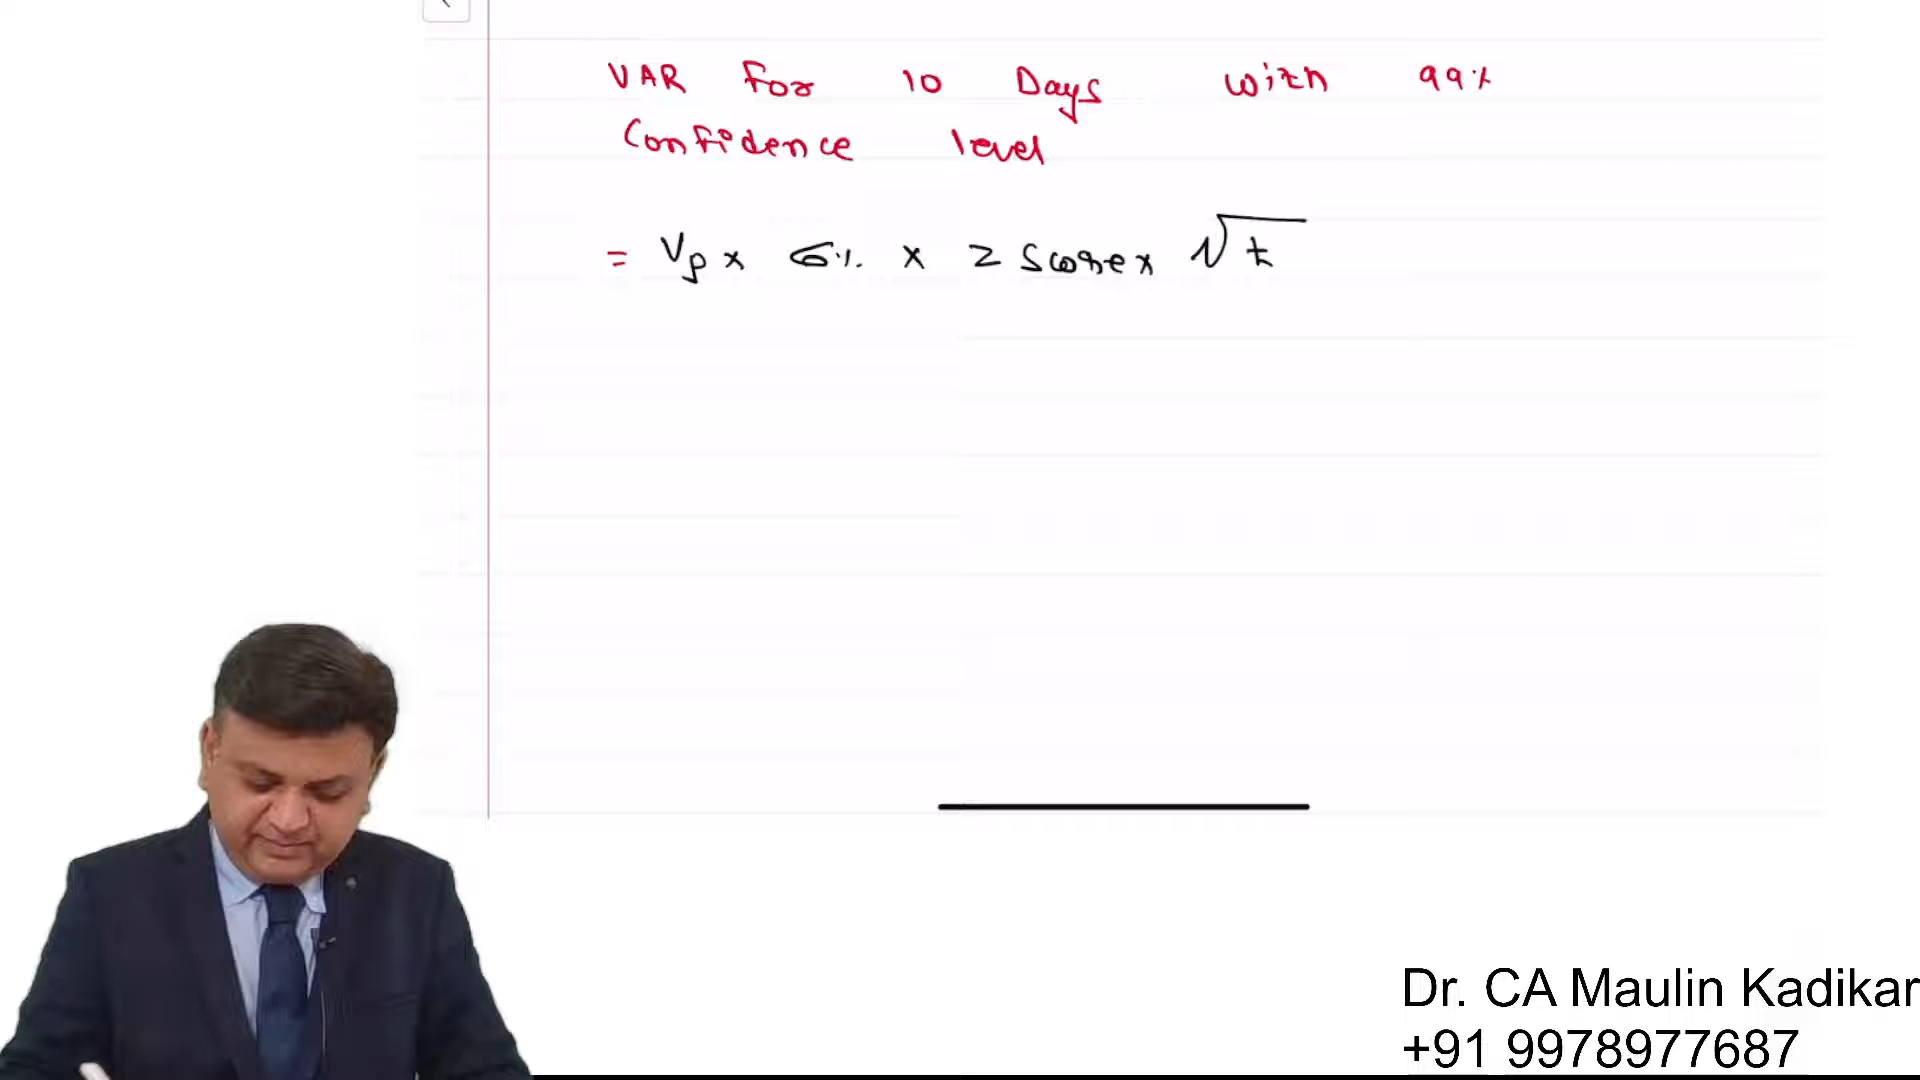 VAR For 10 Days with 99%
Confidence level
= Vp x σ% x Z Score x √t
Dr. CA Maulin Kadikar
+91 9978977687